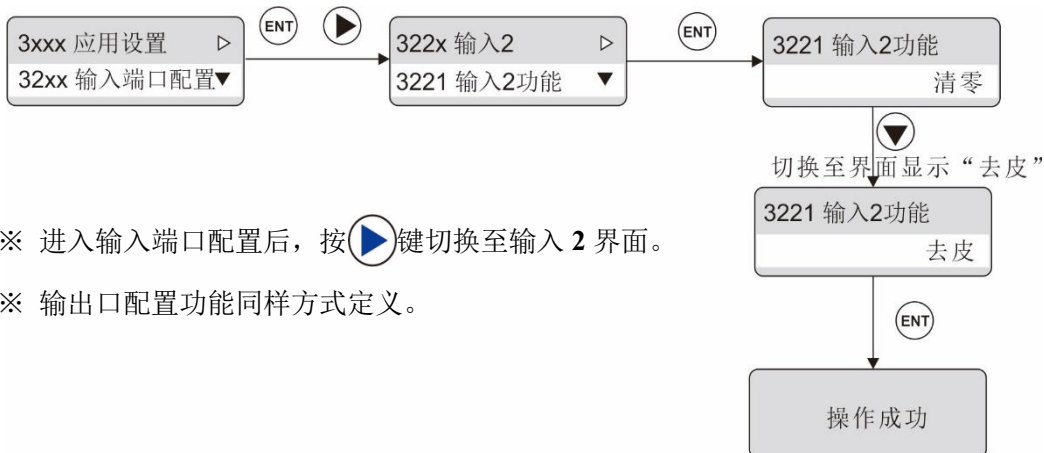 3xxx 应用设置
32xx 输入端口配置
ENT
322x 输入2
3221 输入2功能
ENT
3221 输入2功能
清零
切换至界面显示“去皮”
3221 输入2功能
去皮
※ 进入输入端口配置后，按键切换至输入 2 界面。
※ 输出口配置功能同样方式定义。
ENT
操作成功